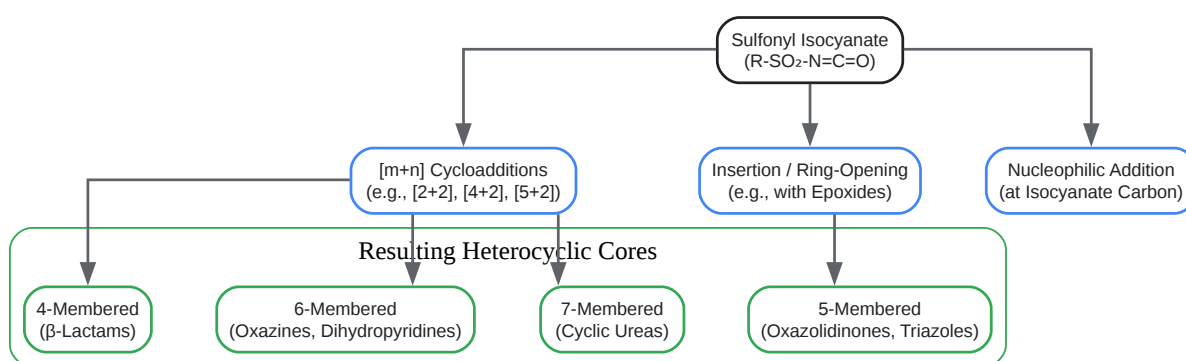 Sulfonyl Isocyanate
(R-SO₂-N=C=O)
[m+n] Cycloadditions
(e.g., [2+2], [4+2], [5+2])
Insertion / Ring-Opening
(e.g., with Epoxides)
Nucleophilic Addition
(at Isocyanate Carbon)
Resulting Heterocyclic Cores
4-Membered
(β-Lactams)
6-Membered
(Oxazines, Dihydropyridines)
7-Membered
(Cyclic Ureas)
5-Membered
(Oxazolidinones, Triazoles)